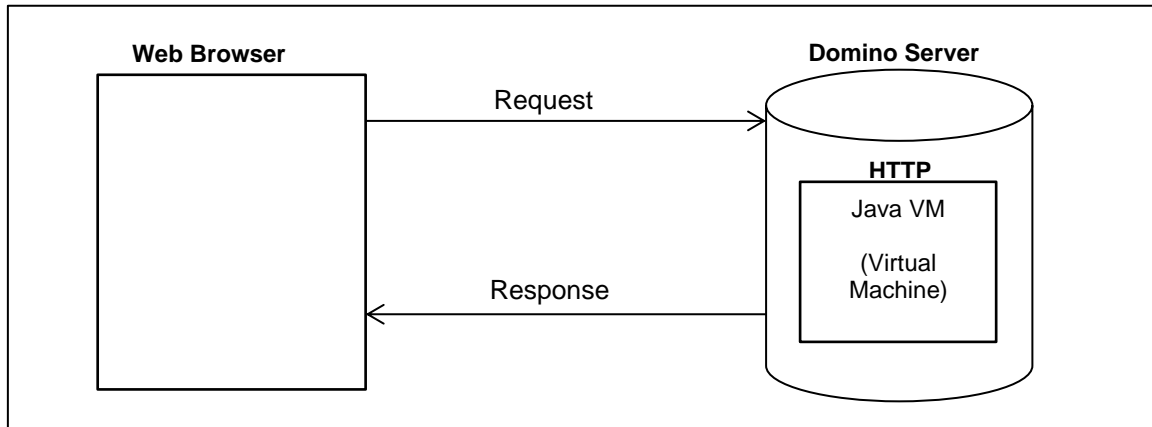 Web Browser
Domino Server
Request
HTTP
Java VM
(Virtual
Machine)
Response